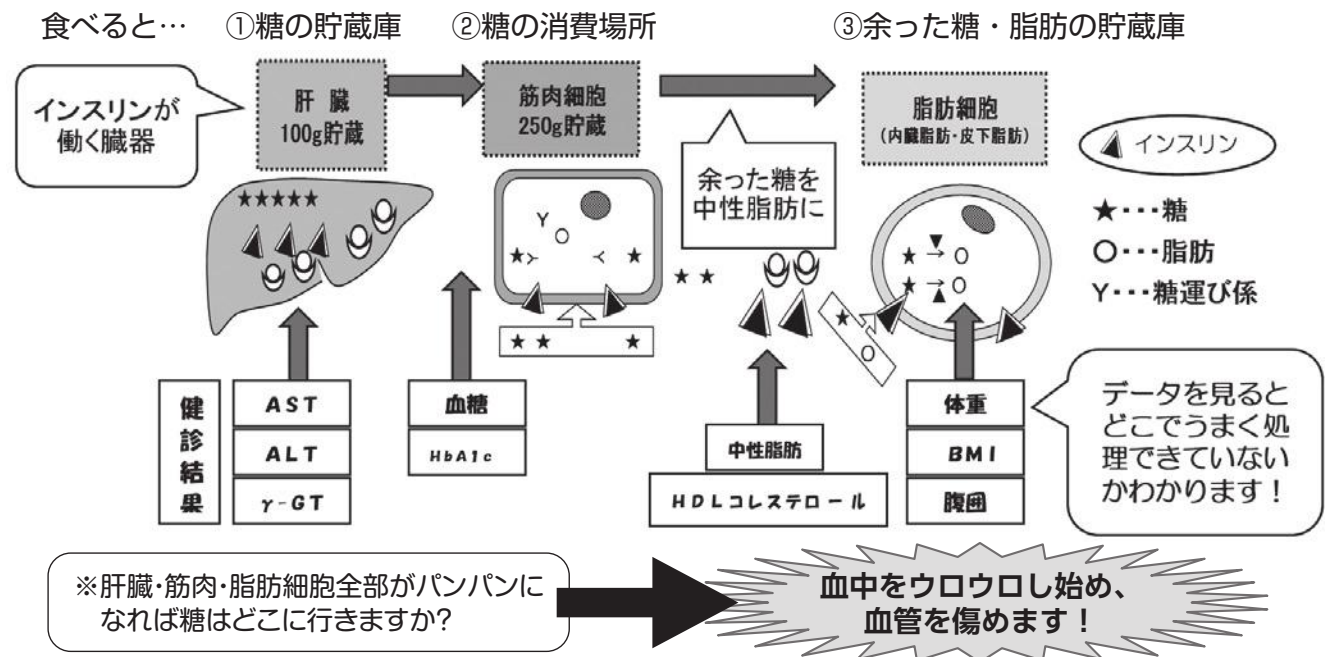 食べると…
①糖の貯蔵庫
②糖の消費場所
③余った糖・脂肪の貯蔵庫
インスリンが
働く臓器
肝 臓
100g貯蔵
筋肉細胞
250g貯蔵
脂肪細胞
(内臓脂肪・皮下脂肪)
余った糖を
中性脂肪に
インスリン
★・・・糖
○・・・脂肪
Y・・・糖運び係
健診結果
AST
ALT
γ-GT
血糖
HbA1c
中性脂肪
HDLコレステロール
体重
BMI
腹囲
データを見ると
どこでうまく処
理できていない
かわかります！
※肝臓・筋肉・脂肪細胞全部がパンパンに
なれば糖はどこに行きますか?
血中をウロウロし始め、
血管を傷めます！